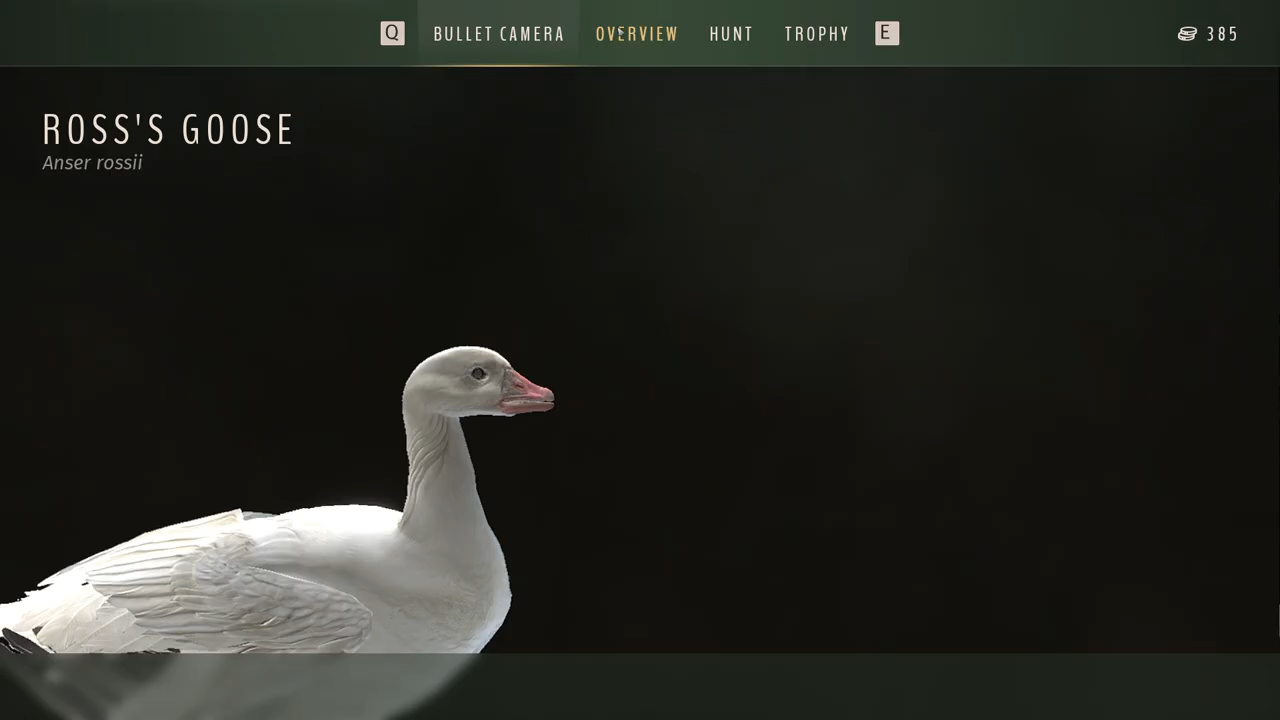 Q BULLET CAMERA OVERVIEW HUNT TROPHY E 385
ROSS'S GOOSE
Anser rossii